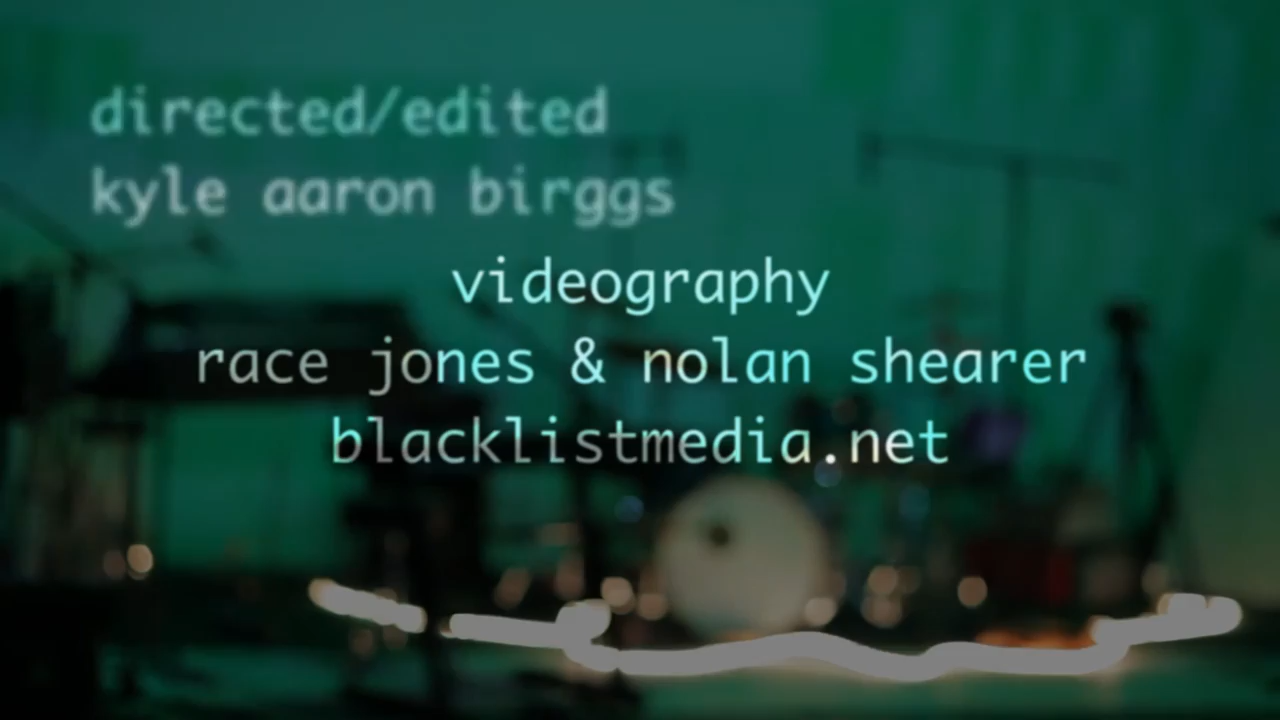 directed/edited
kyle aaron birggs
videography
race jones & nolan shearer
blacklistmedia.net